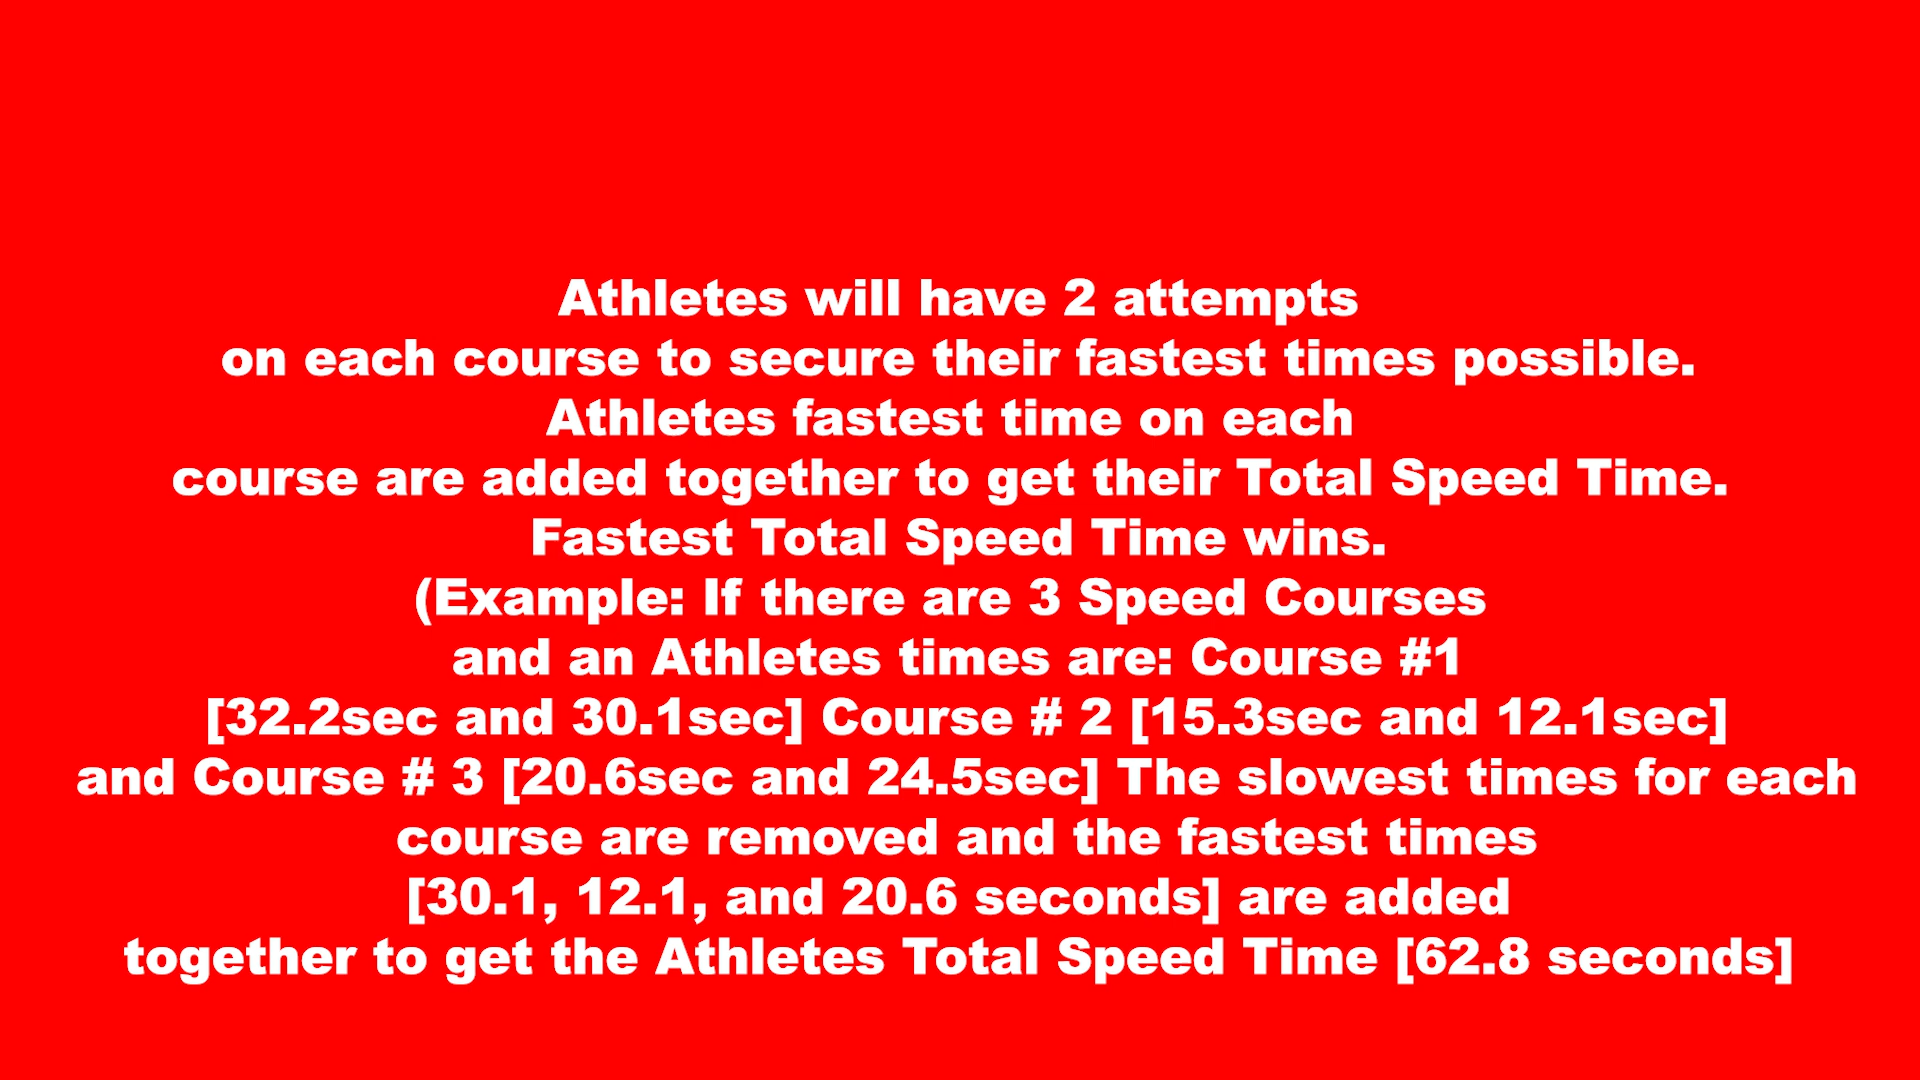 Athletes will have 2 attempts
on each course to secure their fastest times possible.
Athletes fastest time on each
course are added together to get their Total Speed Time.
Fastest Total Speed Time wins.
(Example: If there are 3 Speed Courses
and an Athletes times are: Course #1
[32.2sec and 30.1sec] Course # 2 [15.3sec and 12.1sec]
and Course # 3 [20.6sec and 24.5sec] The slowest times for each
course are removed and the fastest times
[30.1, 12.1, and 20.6 seconds] are added
together to get the Athletes Total Speed Time [62.8 seconds]